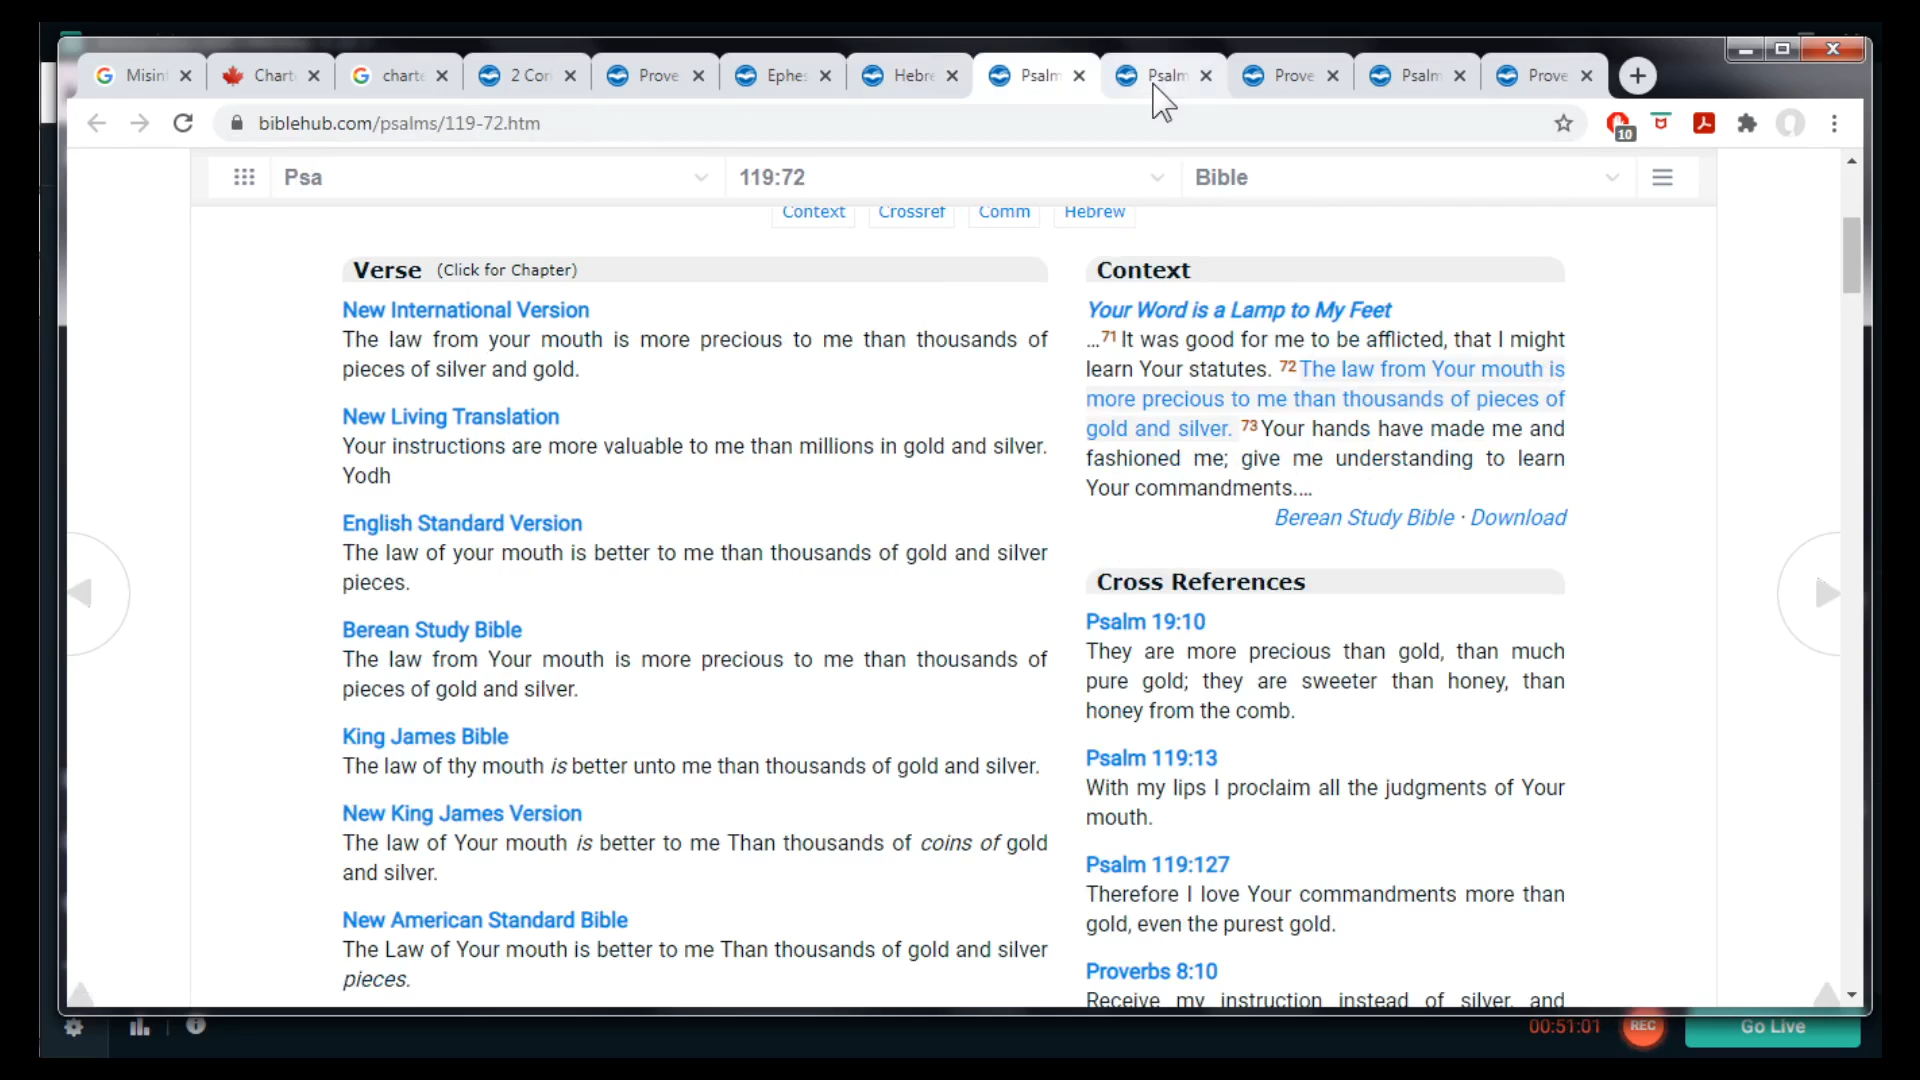 Misin
Chart
charte
2 Cor
Prove
Ephes
Hebre
Psalm
Psalm
Prove
Psalm
Prove
biblehub.com/psalms/119-72.htm
10
Psa
119:72
Bible
Context
Crossref
Comm
Hebrew
Verse (Click for Chapter)
New International Version
The law from your mouth is more precious to me than thousands of
pieces of silver and gold.
New Living Translation
Your instructions are more valuable to me than millions in gold and silver.
Yodh
English Standard Version
The law of your mouth is better to me than thousands of gold and silver
pieces.
Berean Study Bible
The law from Your mouth is more precious to me than thousands of
pieces of gold and silver.
King James Bible
The law of thy mouth is better unto me than thousands of gold and silver.
New King James Version
The law of Your mouth is better to me Than thousands of coins of gold
and silver.
New American Standard Bible
The Law of Your mouth is better to me Than thousands of gold and silver
pieces.
Context
Your Word is a Lamp to My Feet
…71 It was good for me to be afflicted, that I might
learn Your statutes. 72 The law from Your mouth is
more precious to me than thousands of pieces of
gold and silver. 73 Your hands have made me and
fashioned me; give me understanding to learn
Your commandments.…
Berean Study Bible · Download
Cross References
Psalm 19:10
They are more precious than gold, than much
pure gold; they are sweeter than honey, than
honey from the comb.
Psalm 119:13
With my lips I proclaim all the judgments of Your
mouth.
Psalm 119:127
Therefore I love Your commandments more than
gold, even the purest gold.
Proverbs 8:10
Receive my instruction instead of silver, and
00:51:01
REC
Go Live